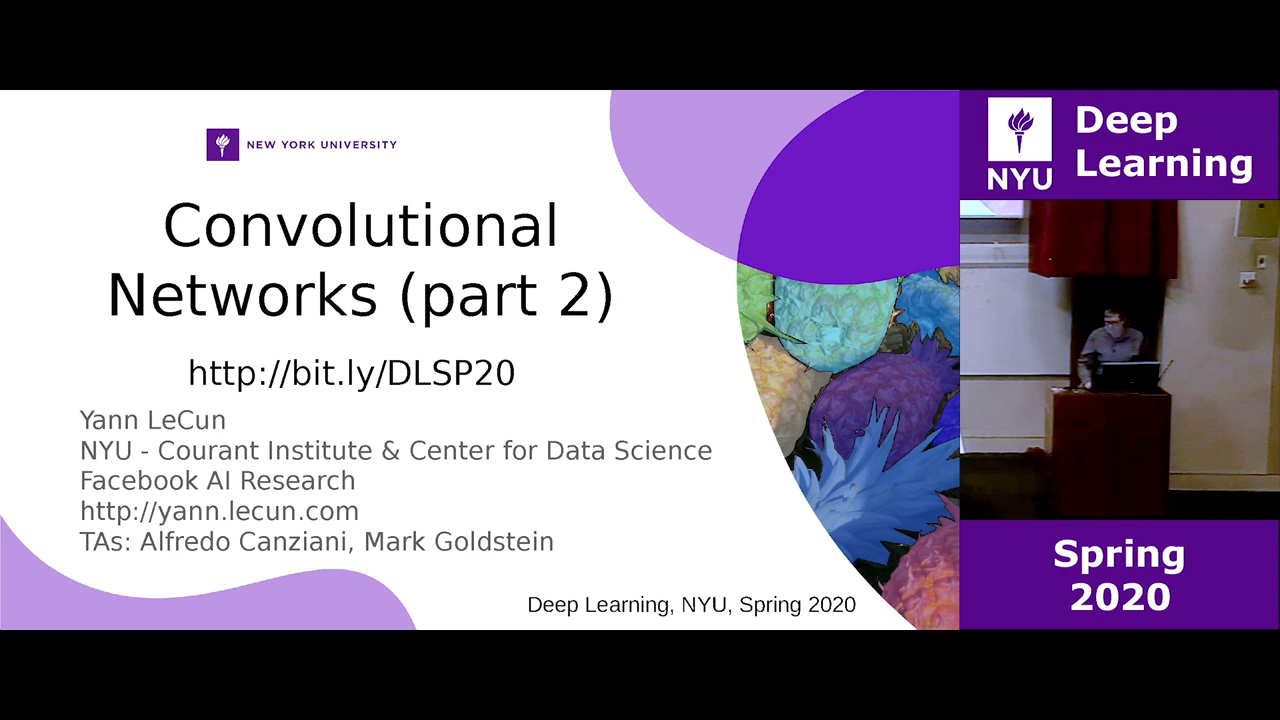 NEW YORK UNIVERSITY
Convolutional
Networks (part 2)
http://bit.ly/DLSP20
Yann LeCun
NYU - Courant Institute & Center for Data Science
Facebook AI Research
http://yann.lecun.com
TAs: Alfredo Canziani, Mark Goldstein
Deep Learning, NYU, Spring 2020
NYU
Deep
Learning
Spring
2020